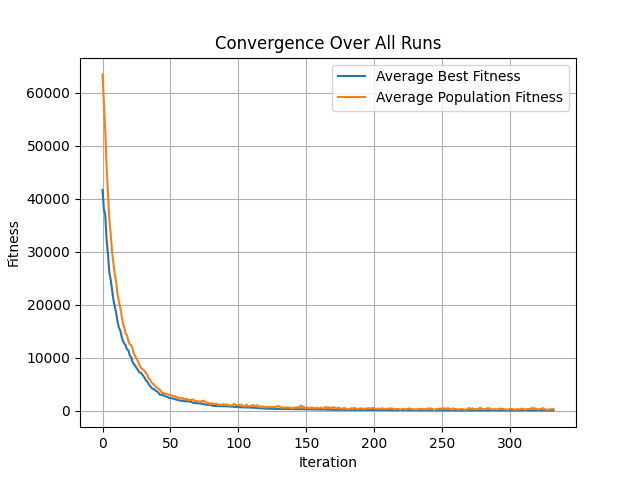 Convergence Over All Runs
Average Best Fitness
Average Population Fitness
Fitness
60000
50000
40000
30000
20000
10000
0
0 50 100 150 200 250 300
Iteration